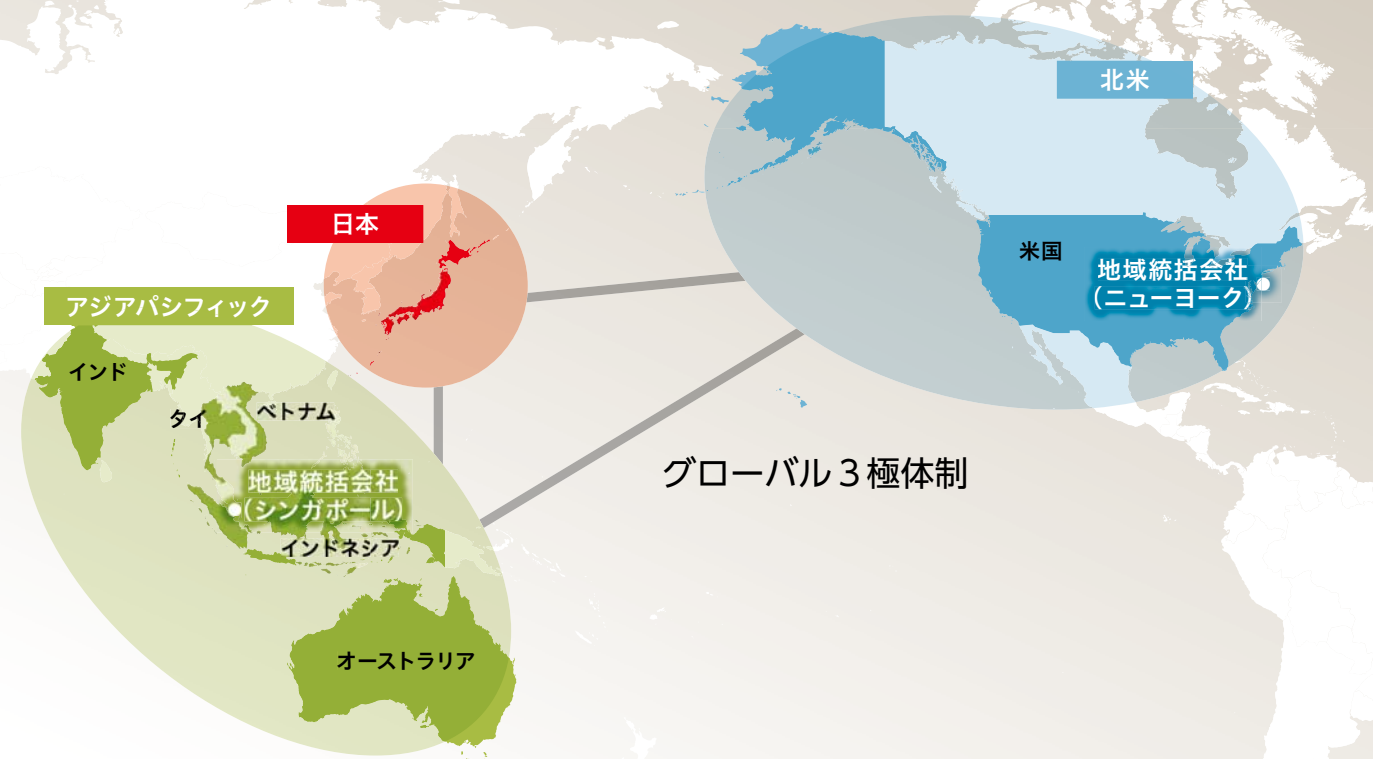 北米
日本
米国
地域統括会社
（ニューヨーク）
アジアパシフィック
インド
タイ
ベトナム
グローバル３極体制
地域統括会社
（シンガポール）
インドネシア
オーストラリア